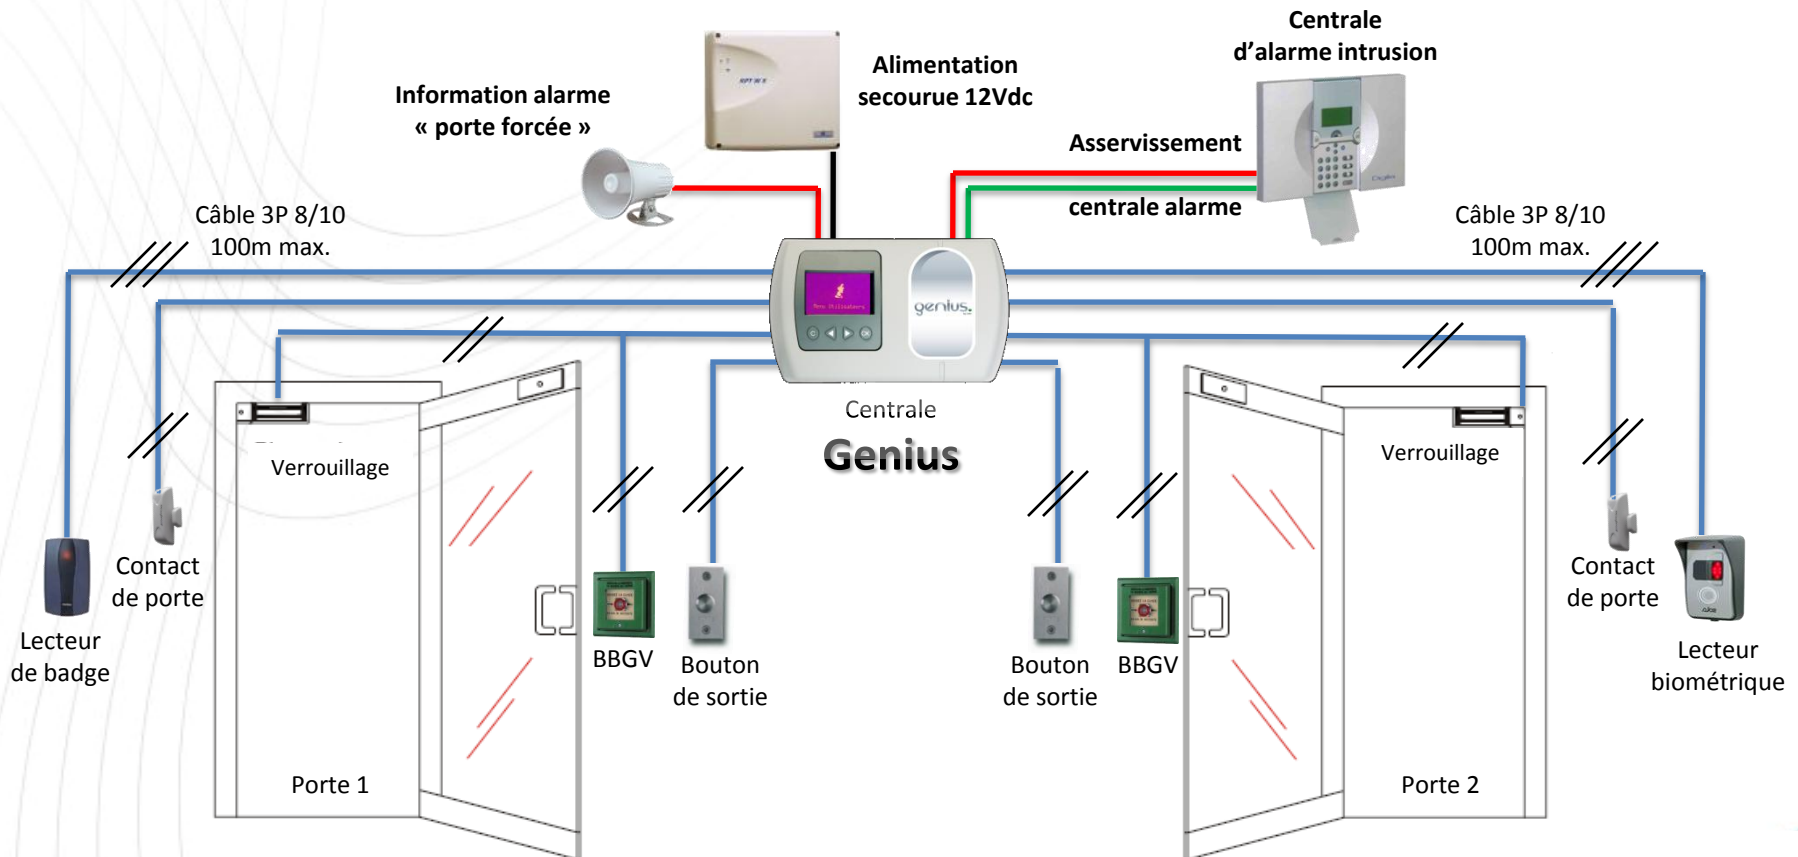 Centrale
d’alarme intrusion
Alimentation
secourue 12Vdc
Information alarme
« porte forcée »
Asservissement
centrale alarme
Câble 3P 8/10
100m max.
Câble 3P 8/10
100m max.
genius.
Menu Utilisateurs
Centrale
Genius
Verrouillage
Verrouillage
Contact
de porte
Contact
de porte
Lecteur
de badge
BBGV
Bouton
de sortie
Bouton
de sortie
BBGV
Lecteur
biométrique
Porte 1
Porte 2